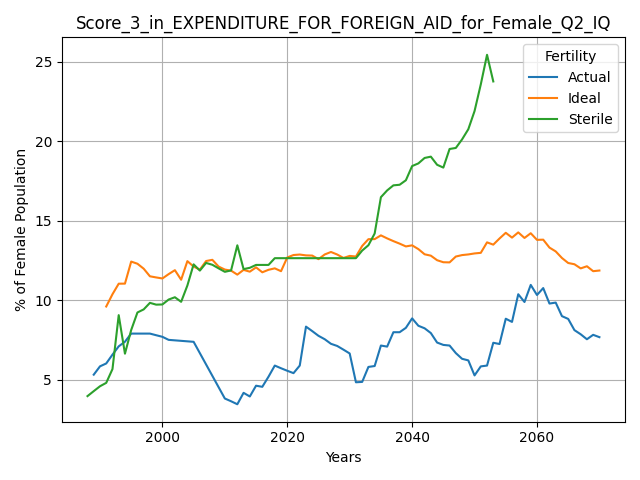 Score_3_in_EXPENDITURE_FOR_FOREIGN_AID_for_Female_Q2_IQ
Fertility
Actual
Ideal
Sterile
% of Female Population
25
20
15
10
5
2000 2020 2040 2060
Years